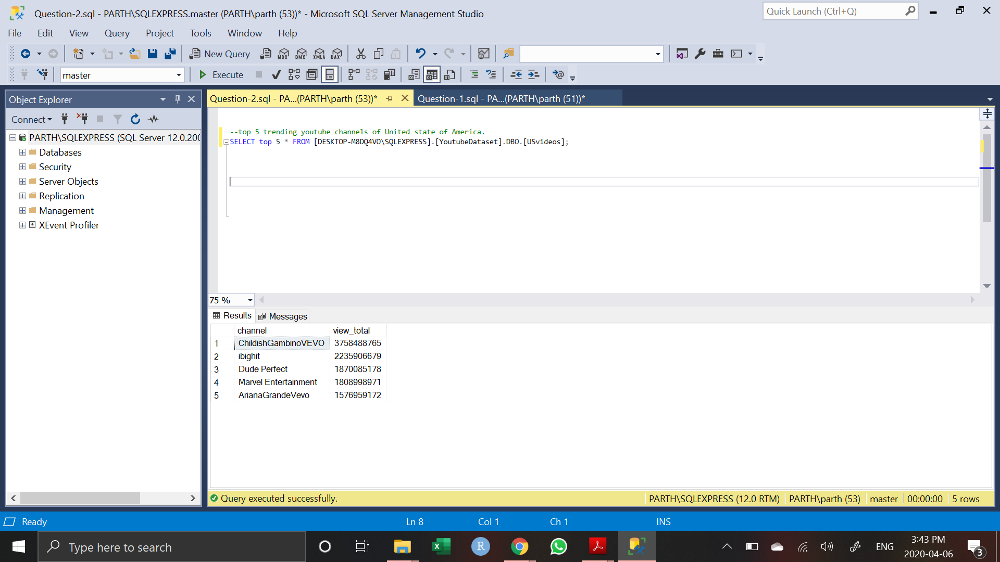 Question-2.sql - PARTH\SQLEXPRESS.master (PARTH\parth (53))* - Microsoft SQL Server Management Studio
Quick Launch (Ctrl+Q)
File Edit View Query Project Tools Window Help
New Query MDX DMX XMLA DAX
master Execute
Object Explorer
Connect
PARTH\SQLEXPRESS (SQL Server 12.0.200
Databases
Security
Server Objects
Replication
Management
XEvent Profiler
Question-2.sql - PA...(PARTH\parth (53))* Question-1.sql - PA...(PARTH\parth (51))*
--top 5 trending youtube channels of United state of America.
SELECT top 5 * FROM [DESKTOP-M8DQ4VO\SQLEXPRESS].[YoutubeDataset].DBO.[USvideos];
75 %
Results Messages
channel view_total
1 ChildishGambinoVEVO 3758488765
2 ibighit 2235906679
3 Dude Perfect 1870085178
4 Marvel Entertainment 1808998971
5 ArianaGrandeVevo 1576959172
Query executed successfully. PARTH\SQLEXPRESS (12.0 RTM) PARTH\parth (53) master 00:00:00 5 rows
Ready Ln 8 Col 1 Ch 1 INS
Type here to search
X R ENG
3:43 PM
2020-04-06
3